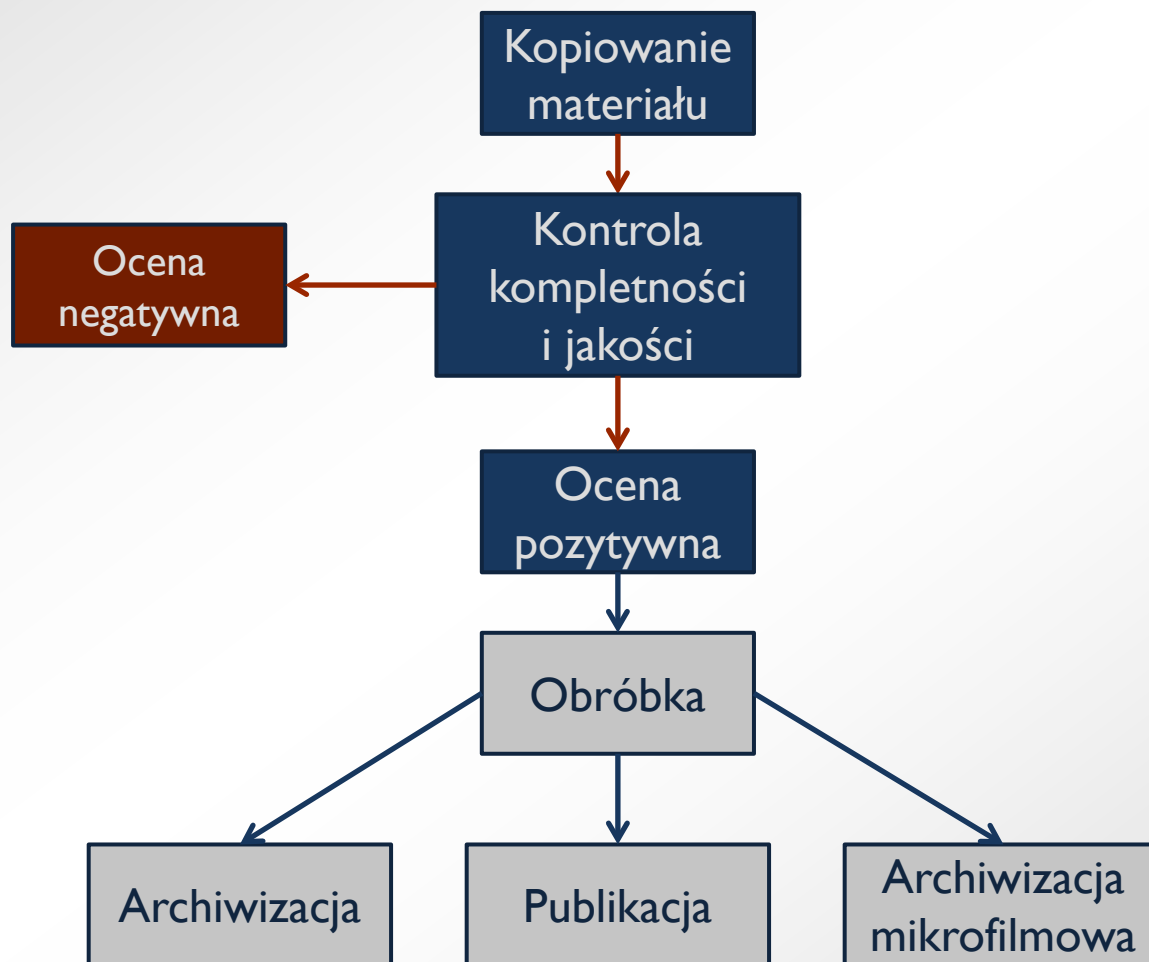 Kopiowanie
materiału
Kontrola
kompletności
i jakości
Ocena
negatywna
Ocena
pozytywna
Obróbka
Archiwizacja
Publikacja
Archiwizacja
mikrofilmowa